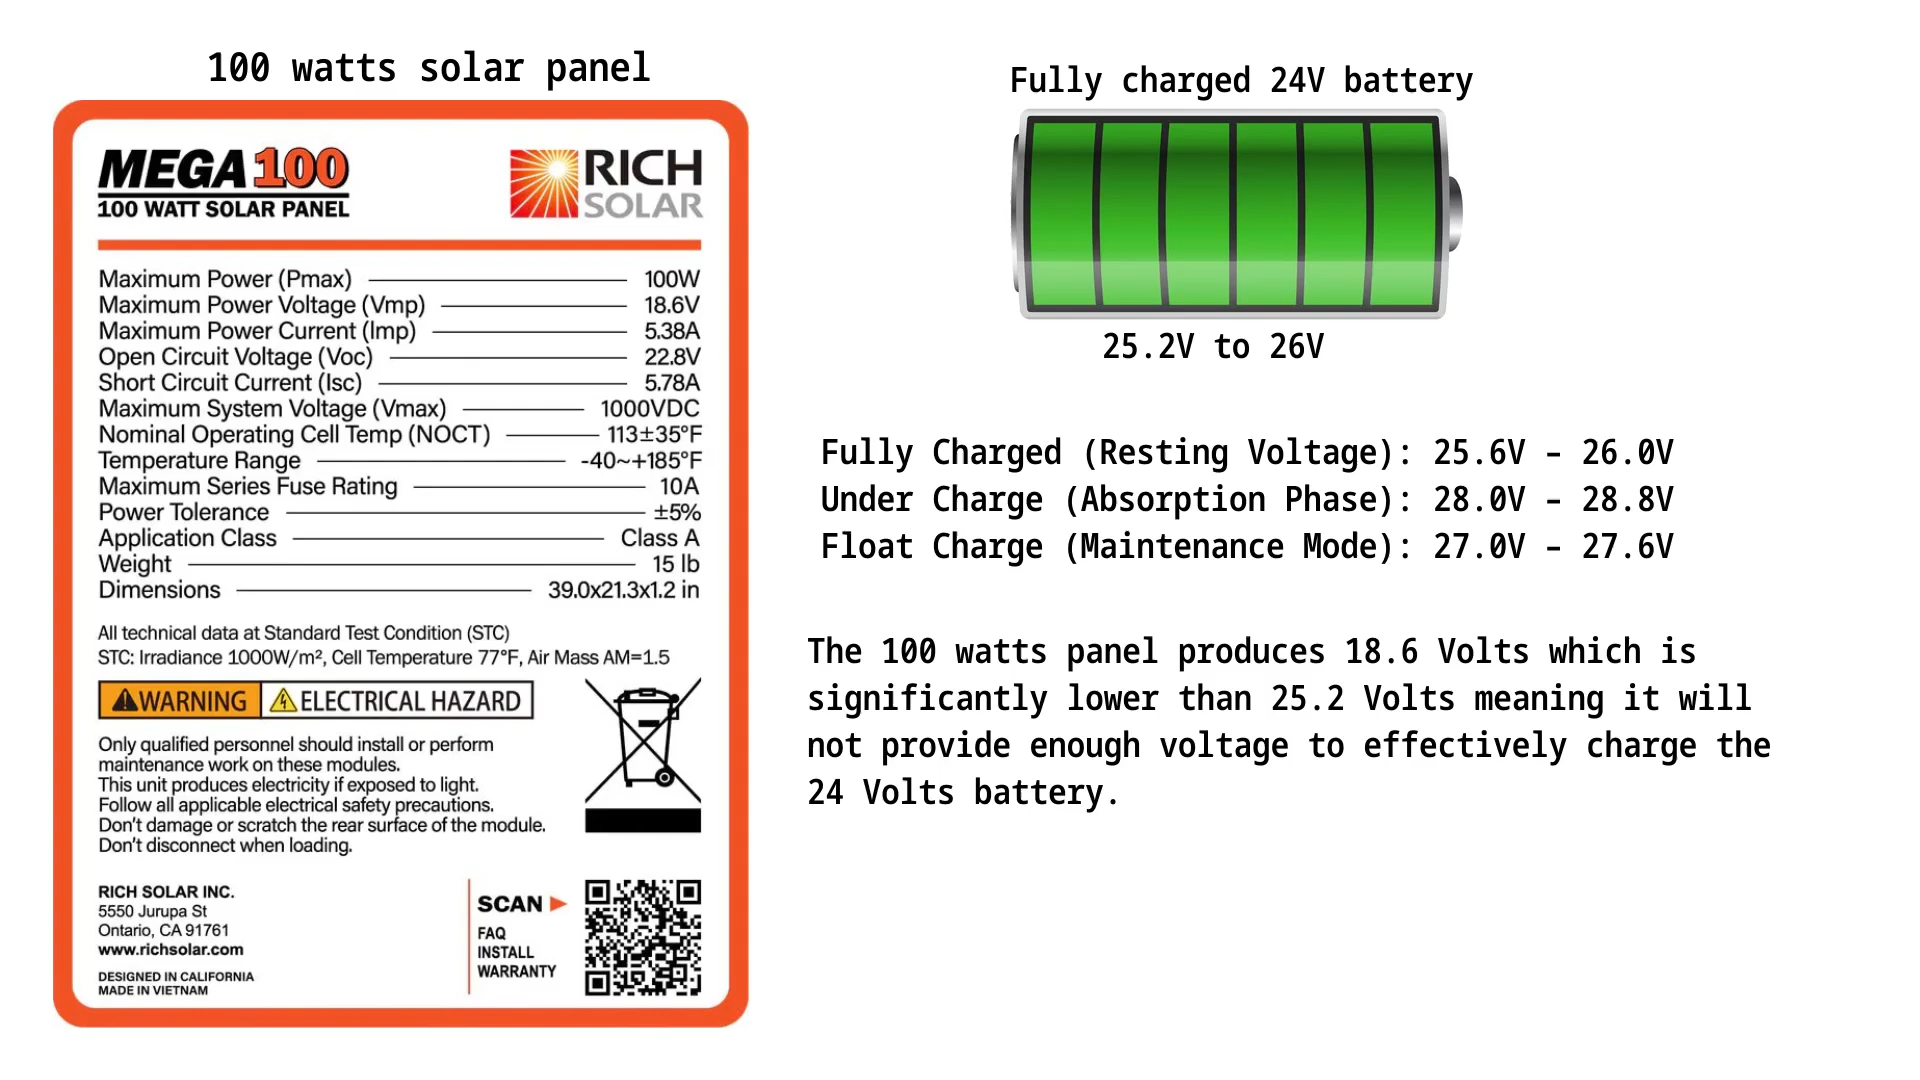 100 watts solar panel
MEGA 100
100 WATT SOLAR PANEL
RICH
SOLAR
Maximum Power (Pmax) 100W
Maximum Power Voltage (Vmp) 18.6V
Maximum Power Current (Imp) 5.38A
Open Circuit Voltage (Voc) 22.8V
Short Circuit Current (Isc) 5.78A
Maximum System Voltage (Vmax) 1000VDC
Nominal Operating Cell Temp (NOCT) 113±35°F
Temperature Range -40~+185°F
Maximum Series Fuse Rating 10A
Power Tolerance ±5%
Application Class Class A
Weight 15 lb
Dimensions 39.0x21.3x1.2 in
All technical data at Standard Test Condition (STC)
STC: Irradiance 1000W/m², Cell Temperature 77°F, Air Mass AM=1.5
WARNING ELECTRICAL HAZARD
Only qualified personnel should install or perform
maintenance work on these modules.
This unit produces electricity if exposed to light.
Follow all applicable electrical safety precautions.
Don't damage or scratch the rear surface of the module.
Don't disconnect when loading.
RICH SOLAR INC.
5550 Jurupa St
Ontario, CA 91761
www.richsolar.com
DESIGNED IN CALIFORNIA
MADE IN VIETNAM
SCAN
FAQ
INSTALL
WARRANTY
Fully charged 24V battery
25.2V to 26V
Fully Charged (Resting Voltage): 25.6V – 26.0V
Under Charge (Absorption Phase): 28.0V – 28.8V
Float Charge (Maintenance Mode): 27.0V – 27.6V
The 100 watts panel produces 18.6 Volts which is
significantly lower than 25.2 Volts meaning it will
not provide enough voltage to effectively charge the
24 Volts battery.